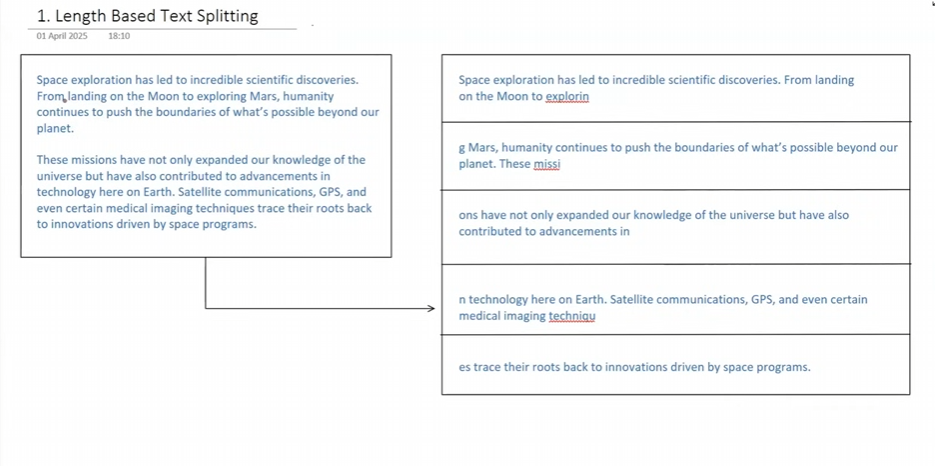 1. Length Based Text Splitting
01 April 2025 18:10
Space exploration has led to incredible scientific discoveries.
From landing on the Moon to exploring Mars, humanity
continues to push the boundaries of what's possible beyond our
planet.
These missions have not only expanded our knowledge of the
universe but have also contributed to advancements in
technology here on Earth. Satellite communications, GPS, and
even certain medical imaging techniques trace their roots back
to innovations driven by space programs.
Space exploration has led to incredible scientific discoveries. From landing
on the Moon to explorin
g Mars, humanity continues to push the boundaries of what's possible beyond our
planet. These missi
ons have not only expanded our knowledge of the universe but have also
contributed to advancements in
n technology here on Earth. Satellite communications, GPS, and even certain
medical imaging techniqu
es trace their roots back to innovations driven by space programs.